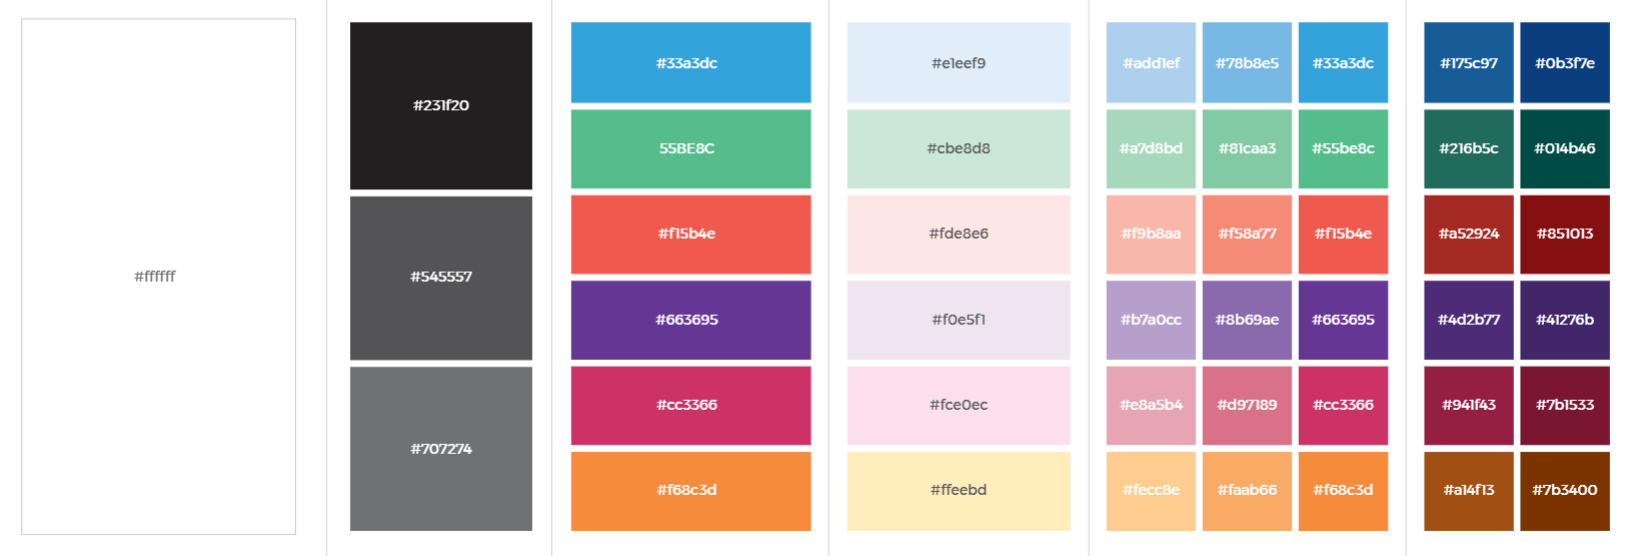 #ffffff
#231f20
#545557
#707274
#33a3dc
55BE8C
#f15b4e
#663695
#cc3366
#f68c3d
#e1eef9
#cbe8d8
#fde8e6
#f0e5f1
#fce0ec
#ffeebd
#add1ef #78b8e5 #33a3dc
#a7d8bd #81caa3 #55be8c
#f9b8aa #f58a77 #f15b4e
#b7a0cc #8b69ae #663695
#e8a5b4 #d97189 #cc3366
#fecc8e #faab66 #f68c3d
#175c97 #0b3f7e
#216b5c #014b46
#a52924 #851013
#4d2b77 #41276b
#941f43 #7b1533
#a14f13 #7b3400